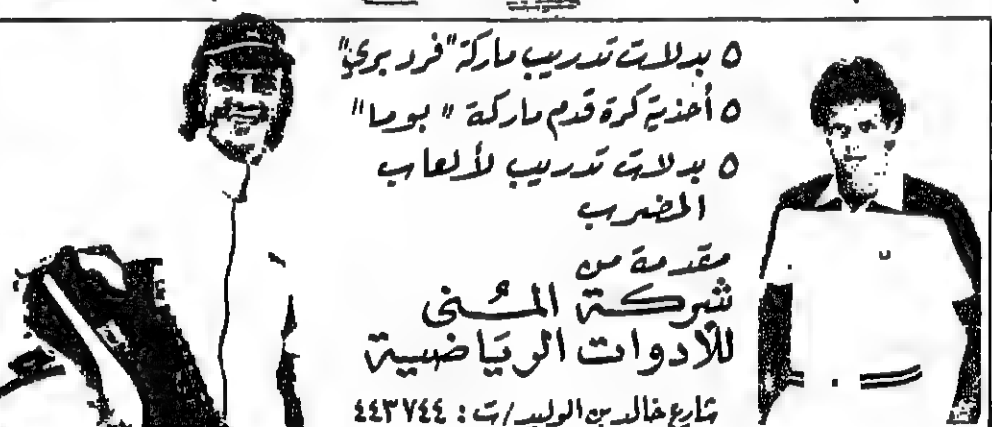 ٥ بدلات تدريب ماركة "فرد بري"
٥ أحذية كرة قدم ماركة "بوما"
٥ بدلات تدريب لألعاب
المضرب
مقدمة من
شركة المُنى
للأدوات الرياضية
شارع خالد بن الوليد/ت: ٤٤٣٧٤٤